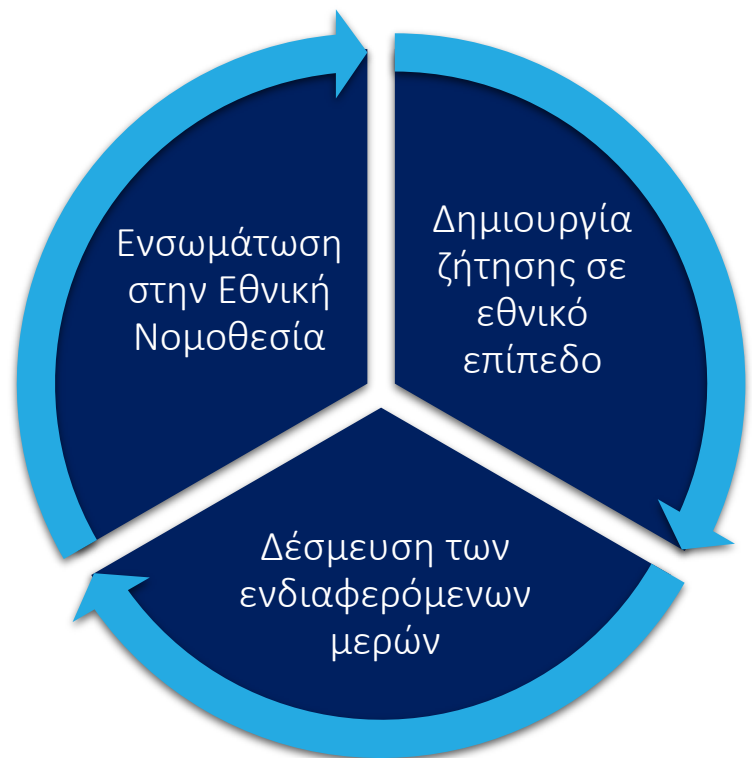 Δημιουργία
ζήτησης σε
εθνικό
επίπεδο
Δέσμευση των
ενδιαφερόμενων
μερών
Ενσωμάτωση
στην Εθνική
Νομοθεσία